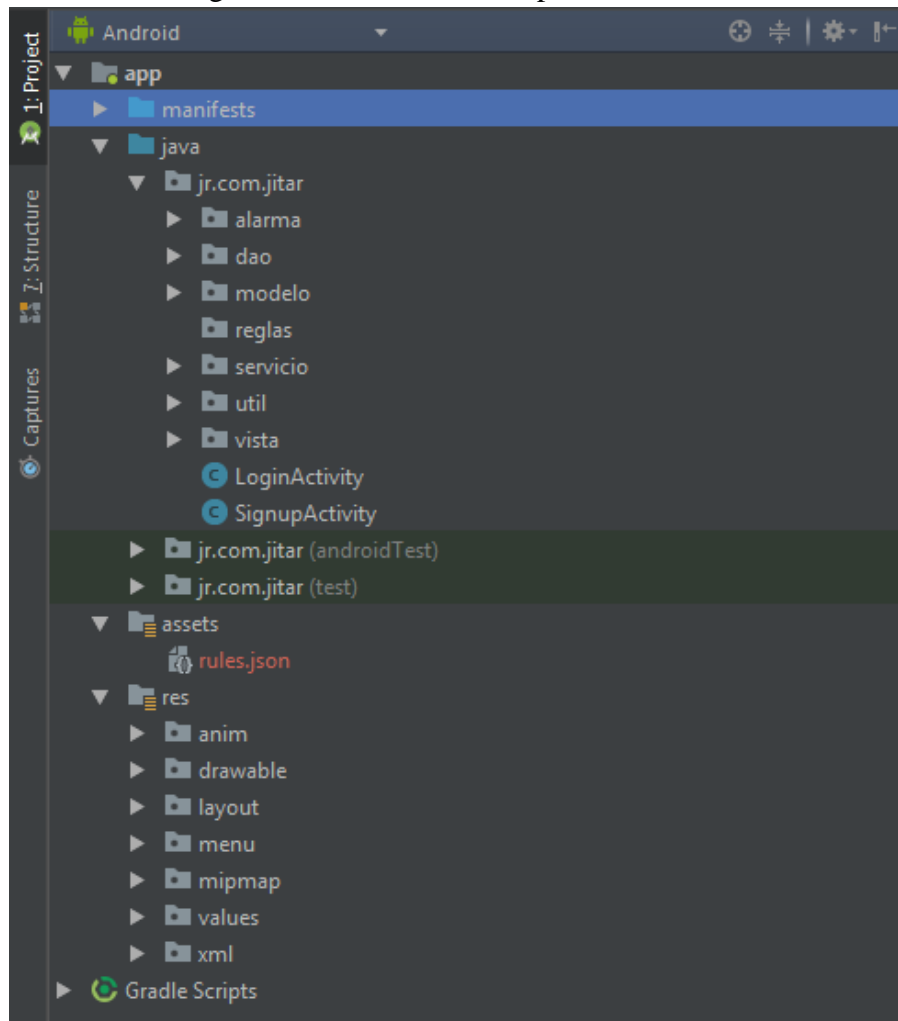 Android
1: Project
7: Structure
Captures
app
manifests
java
jr.com.jitar
alarma
dao
modelo
reglas
servicio
util
vista
LoginActivity
SignupActivity
jr.com.jitar (androidTest)
jr.com.jitar (test)
assets
rules.json
res
anim
drawable
layout
menu
mipmap
values
xml
Gradle Scripts